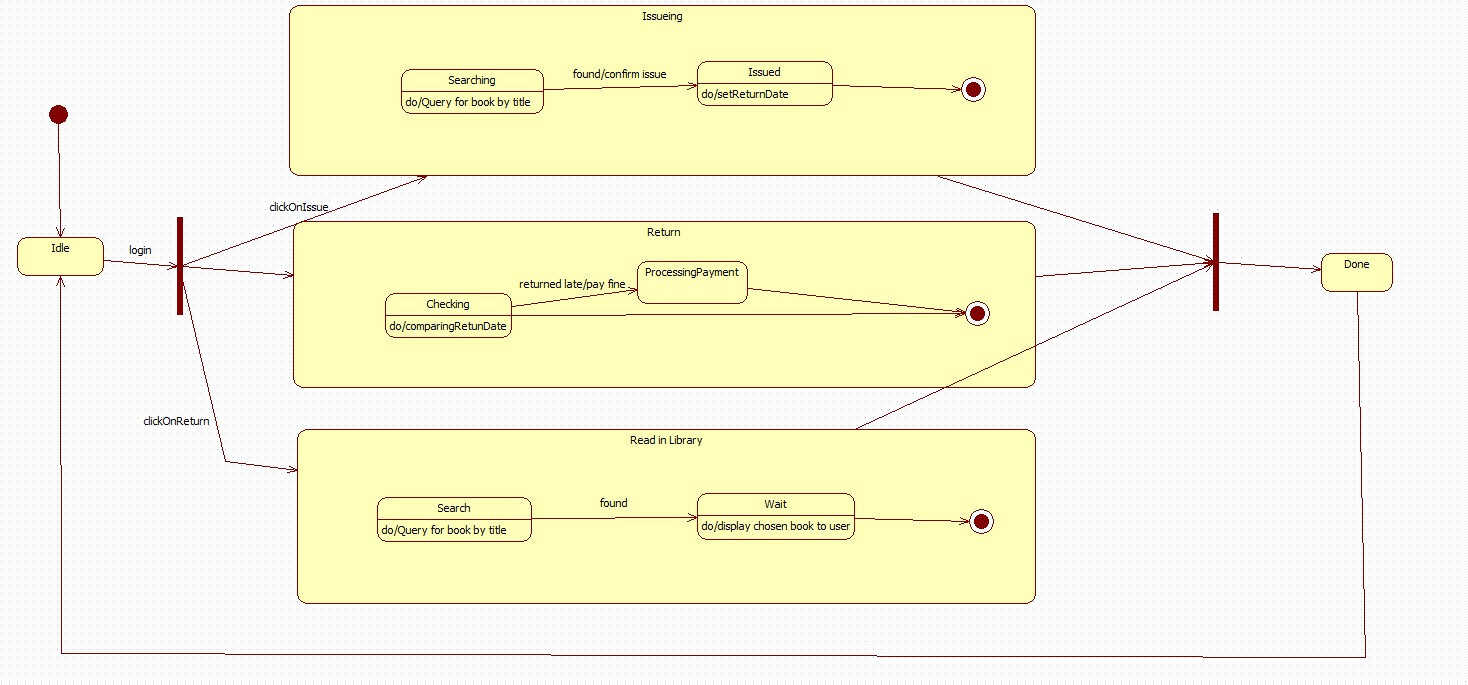 Issueing
Searching
do/Query for book by title
found/confirm issue
Issued
do/setReturnDate
Idle
login
clickOnIssue
Return
Checking
do/comparingRetunDate
returned late/pay fine
ProcessingPayment
Done
clickOnReturn
Read in Library
Search
do/Query for book by title
found
Wait
do/display chosen book to user